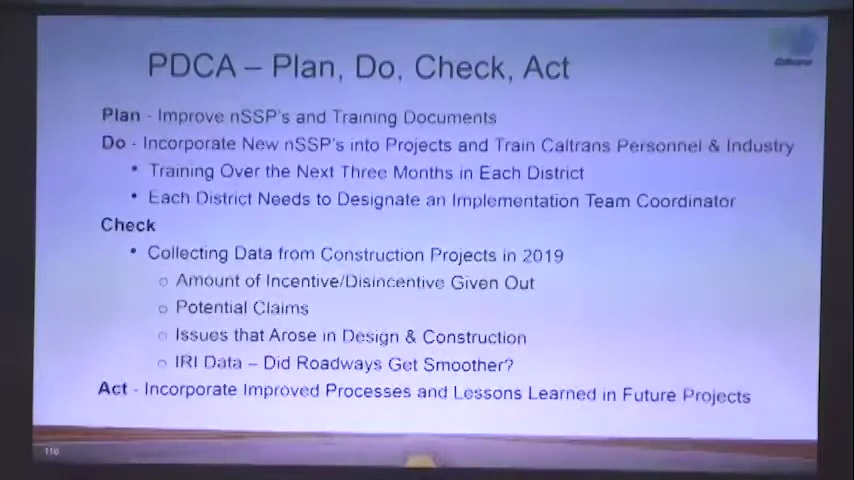 PDCA – Plan, Do, Check, Act
Plan - Improve nSSP's and Training Documents
Do - Incorporate New nSSP's into Projects and Train Caltrans Personnel & Industry
• Training Over the Next Three Months in Each District
• Each District Needs to Designate an Implementation Team Coordinator
Check
• Collecting Data from Construction Projects in 2019
○ Amount of Incentive/Disincentive Given Out
○ Potential Claims
○ Issues that Arose in Design & Construction
○ IRI Data – Did Roadways Get Smoother?
Act - Incorporate Improved Processes and Lessons Learned in Future Projects